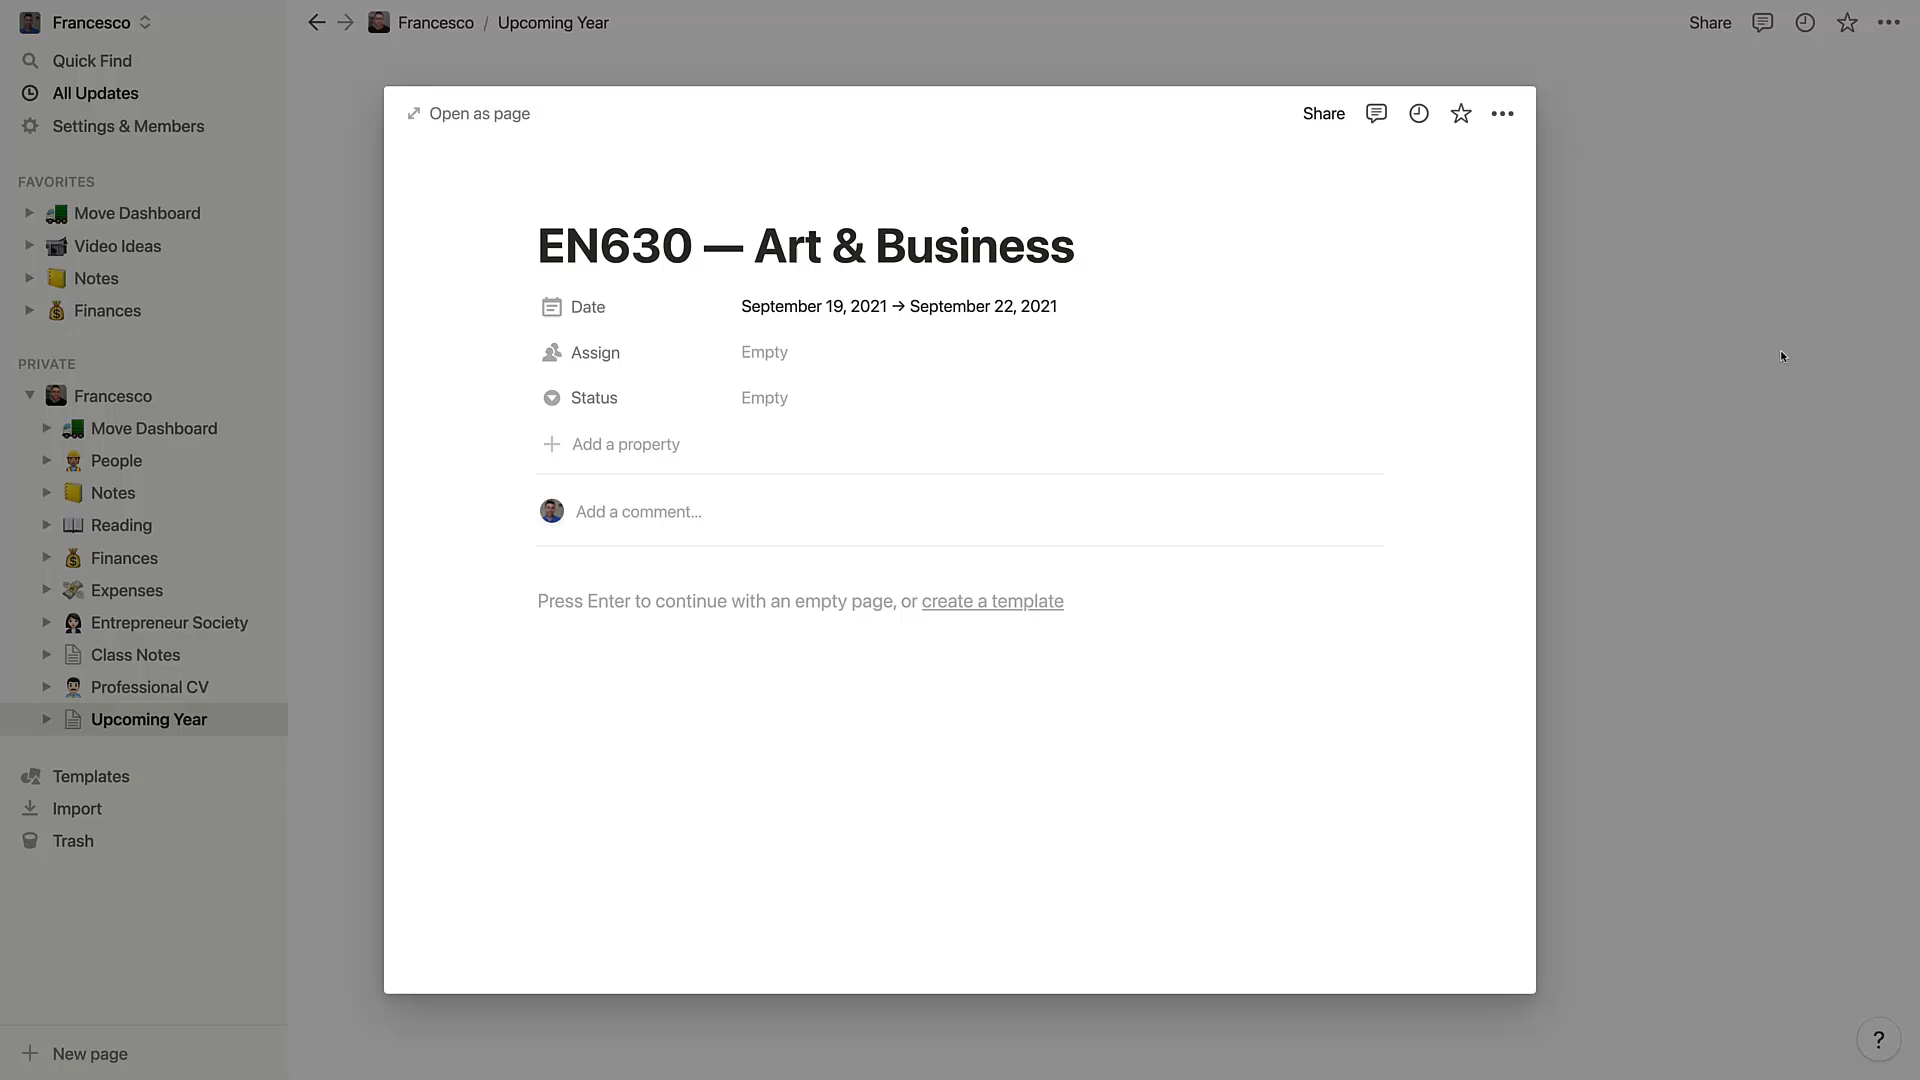 Francesco
Quick Find
All Updates
Settings & Members
FAVORITES
Move Dashboard
Video Ideas
Notes
Finances
PRIVATE
Francesco
Move Dashboard
People
Notes
Reading
Finances
Expenses
Entrepreneur Society
Class Notes
Professional CV
Upcoming Year
Templates
Import
Trash
New page
Francesco / Upcoming Year
Share
Open as page
Share
EN630 — Art & Business
Date September 19, 2021 → September 22, 2021
Assign Empty
Status Empty
Add a property
Add a comment...
Press Enter to continue with an empty page, or create a template
?